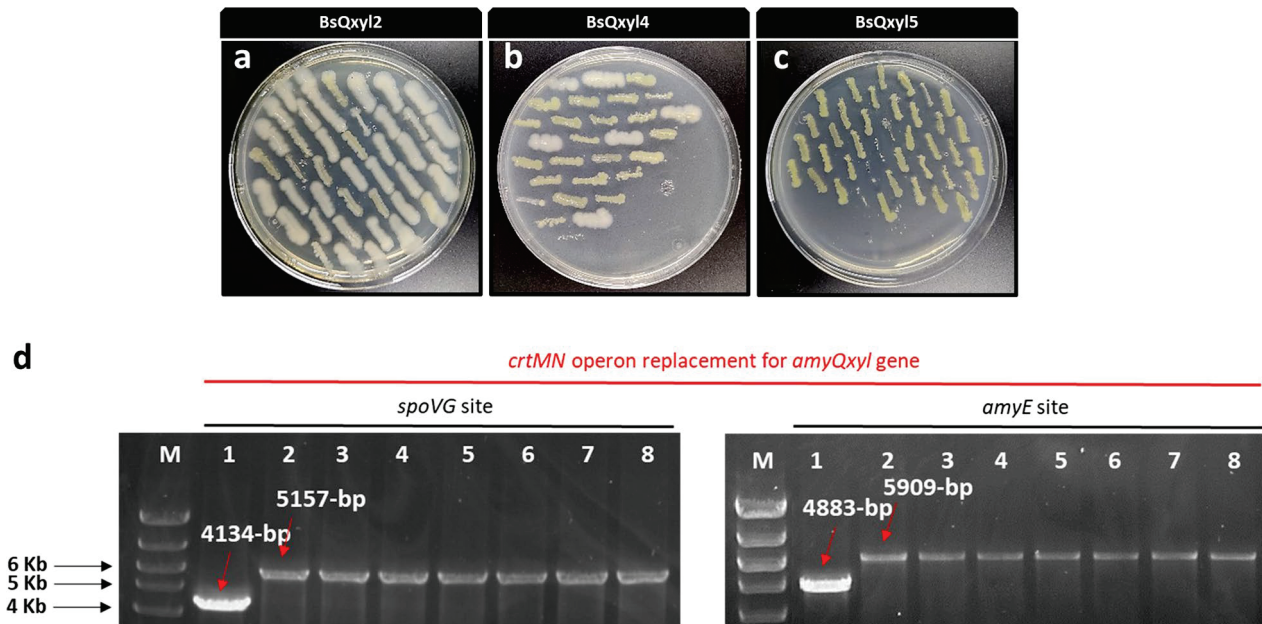 BsQxyl2 BsQxyl4 BsQxyl5
a b c
d
crtMN operon replacement for amyQxyl gene
spoVG site amyE site
M 1 2 3 4 5 6 7 8 M 1 2 3 4 5 6 7 8
5157-bp 5909-bp
4134-bp 4883-bp
6 Kb
5 Kb
4 Kb